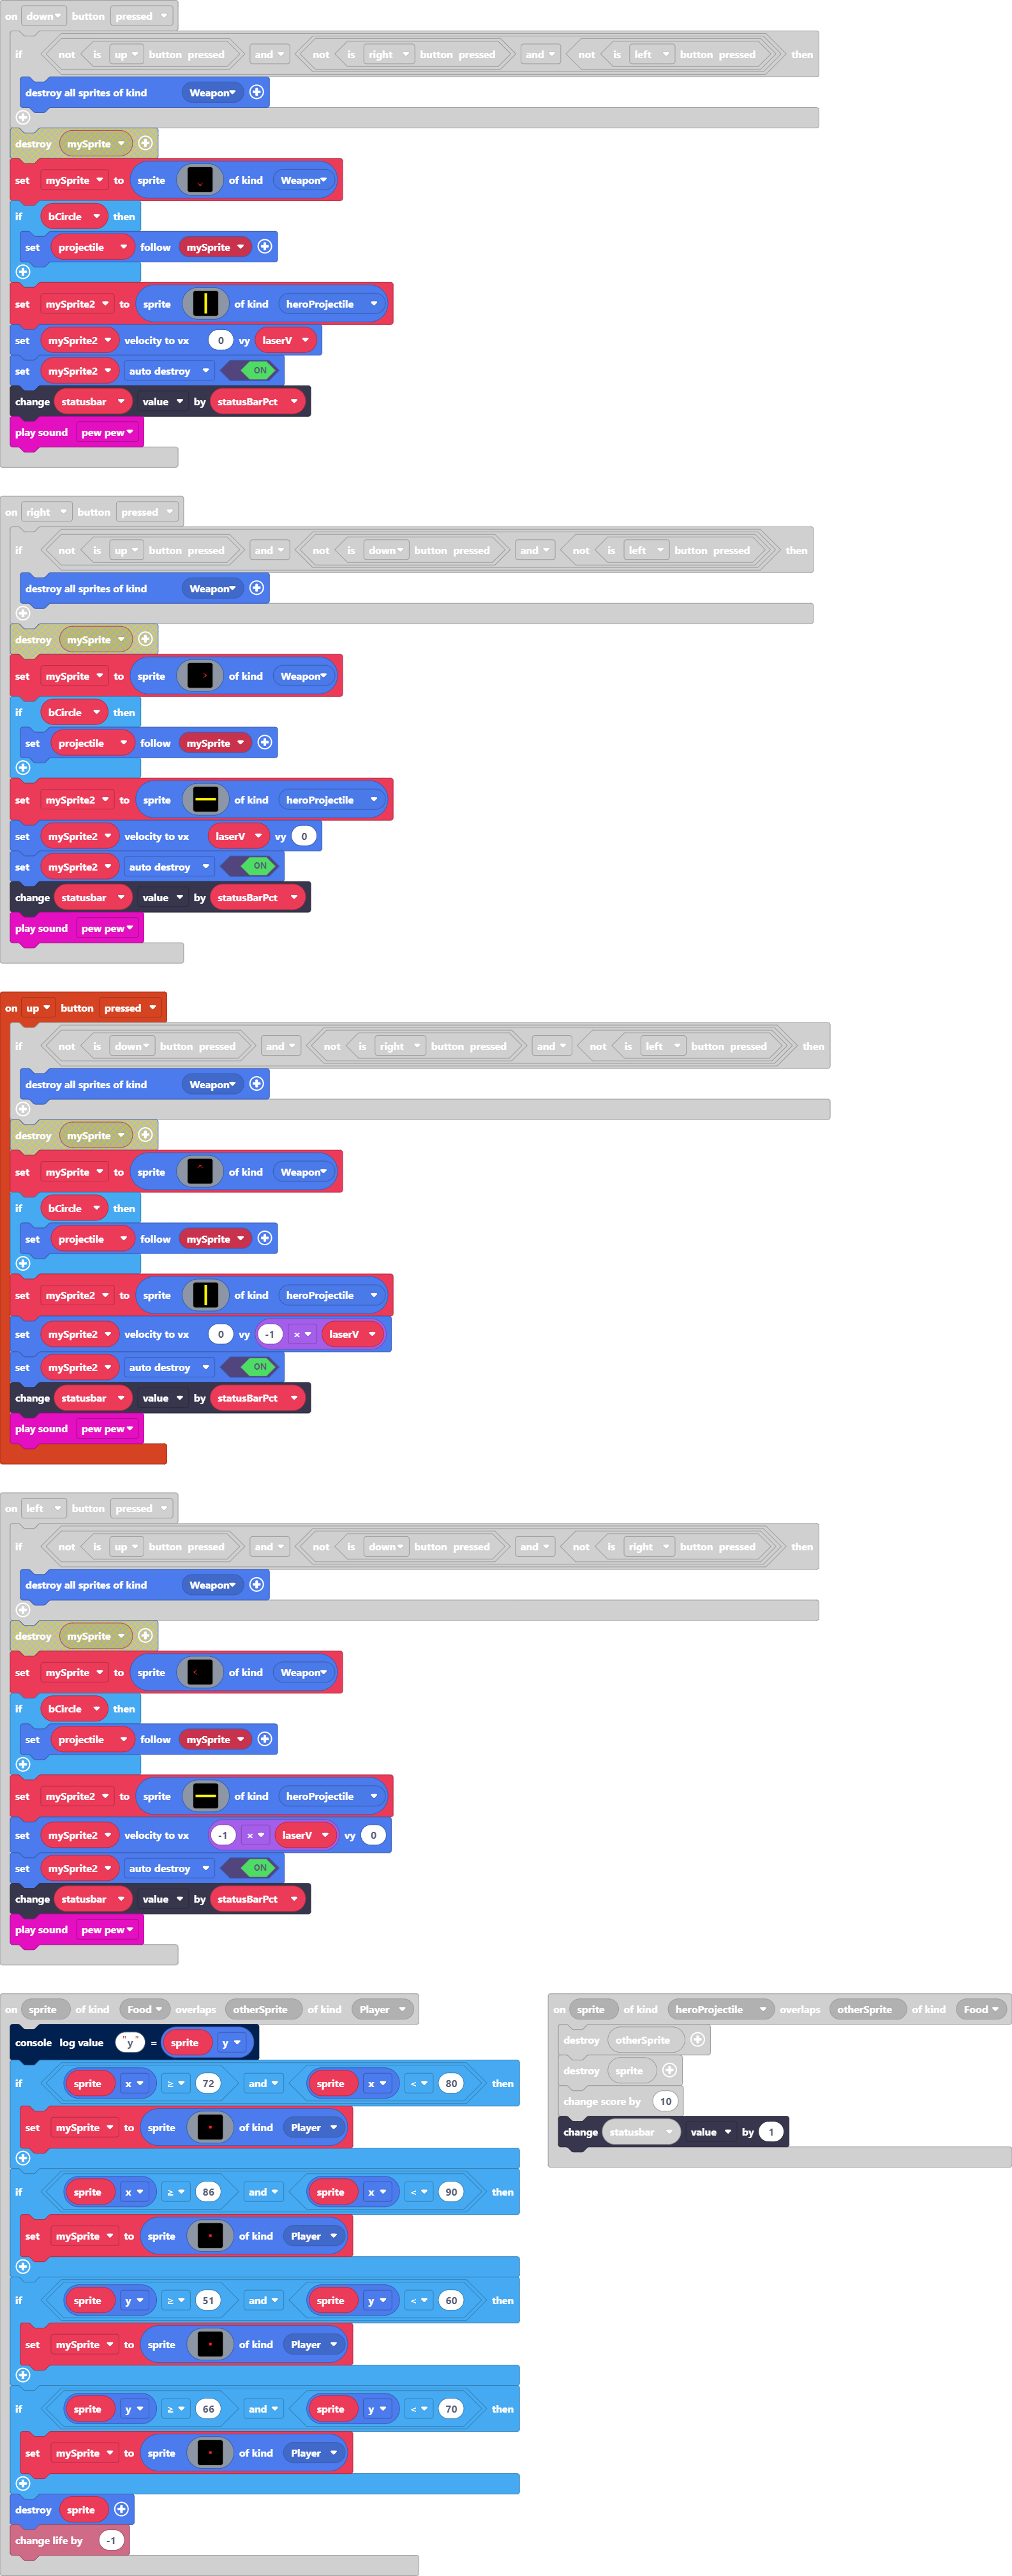 on down button pressed
if not is up button pressed and not is right button pressed and not is left button pressed then
destroy all sprites of kind Weapon
destroy mySprite
set mySprite to sprite of kind Weapon
if bCircle then
set projectile follow mySprite
set mySprite2 to sprite of kind heroProjectile
set mySprite2 velocity to vx 0 vy laserV
set mySprite2 auto destroy ON
change statusbar value by statusBarPct
play sound pew pew
on right button pressed
if not is up button pressed and not is down button pressed and not is left button pressed then
destroy all sprites of kind Weapon
destroy mySprite
set mySprite to sprite of kind Weapon
if bCircle then
set projectile follow mySprite
set mySprite2 to sprite of kind heroProjectile
set mySprite2 velocity to vx laserV vy 0
set mySprite2 auto destroy ON
change statusbar value by statusBarPct
play sound pew pew
on up button pressed
if not is down button pressed and not is right button pressed and not is left button pressed then
destroy all sprites of kind Weapon
destroy mySprite
set mySprite to sprite of kind Weapon
if bCircle then
set projectile follow mySprite
set mySprite2 to sprite of kind heroProjectile
set mySprite2 velocity to vx 0 vy -1 × laserV
set mySprite2 auto destroy ON
change statusbar value by statusBarPct
play sound pew pew
on left button pressed
if not is up button pressed and not is down button pressed and not is right button pressed then
destroy all sprites of kind Weapon
destroy mySprite
set mySprite to sprite of kind Weapon
if bCircle then
set projectile follow mySprite
set mySprite2 to sprite of kind heroProjectile
set mySprite2 velocity to vx -1 × laserV vy 0
set mySprite2 auto destroy ON
change statusbar value by statusBarPct
play sound pew pew
on sprite of kind Food overlaps otherSprite of kind Player
console log value "y" = sprite y
if sprite x ≥ 72 and sprite x < 80 then
set mySprite to sprite of kind Player
if sprite x ≥ 86 and sprite x < 90 then
set mySprite to sprite of kind Player
if sprite y ≥ 51 and sprite y < 60 then
set mySprite to sprite of kind Player
if sprite y ≥ 66 and sprite y < 70 then
set mySprite to sprite of kind Player
destroy sprite
change life by -1
on sprite of kind heroProjectile overlaps otherSprite of kind Food
destroy otherSprite
destroy sprite
change score by 10
change statusbar value by 1